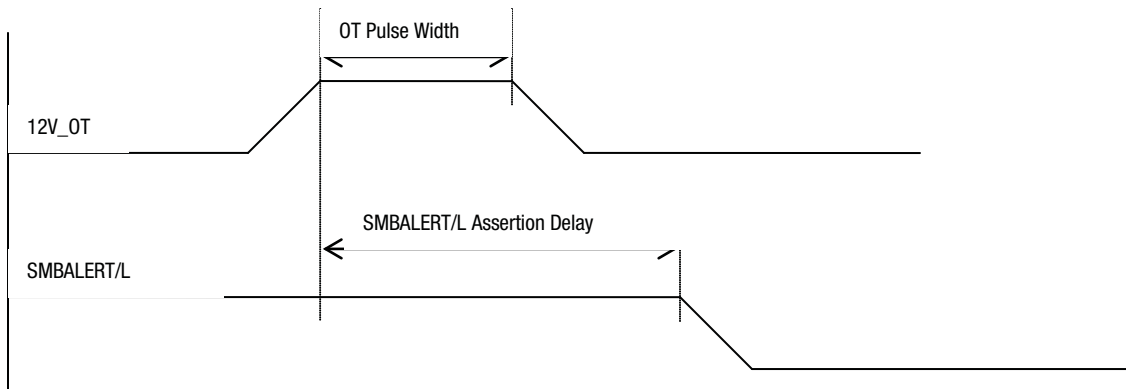 OT Pulse Width
12V_OT
SMBALERT/L Assertion Delay
SMBALERT/L